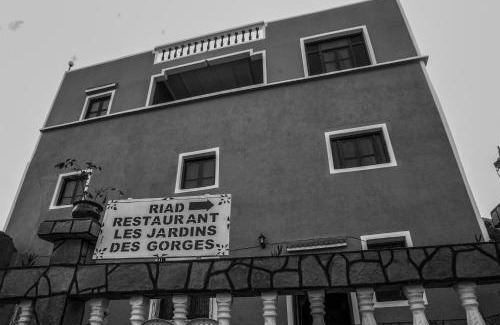 RIAD
RESTAURANT
LES JARDINS
DES GORGES